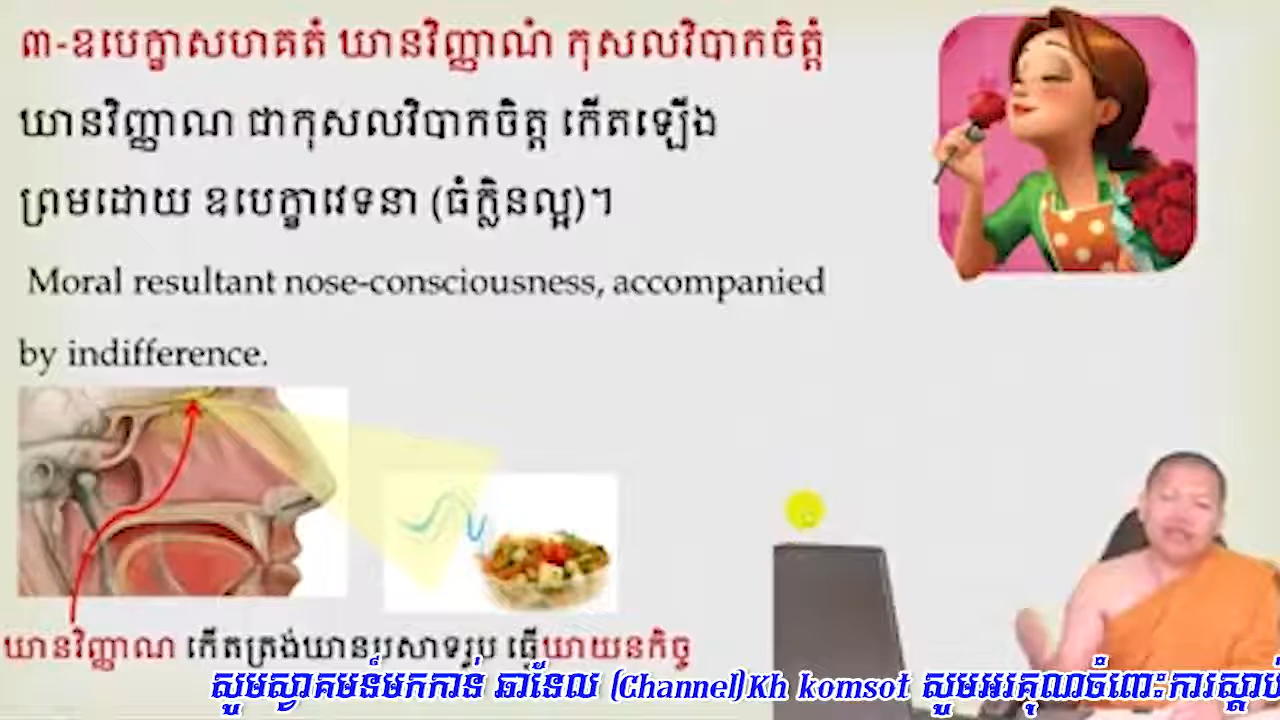 ៣-ឧបេក្ខាសហគតំ ឃានវិញ្ញាណំ កុសលវិបាកចិត្តំ
ឃានវិញ្ញាណ ជាកុសលវិបាកចិត្ត កើតឡើង
ព្រមដោយ ឧបេក្ខាវេទនា (ធំក្លិនល្អ)។
Moral resultant nose-consciousness, accompanied
by indifference.
ឃានវិញ្ញាណ កើតត្រង់ឃានបសាទរូប ធ្វើឃាយនកិច្ច
សូមស្វាគមន៍មកកាន់ ឆានែល (Channel)Kh komsot សូមអរគុណចំពោះការស្តាប់